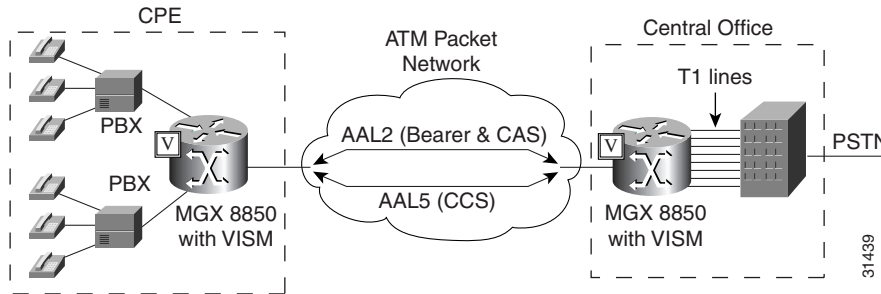 CPE
PBX
V
PBX
MGX 8850
with VISM
ATM Packet
Network
AAL2 (Bearer & CAS)
AAL5 (CCS)
Central Office
T1 lines
V
MGX 8850
with VISM
PSTN
31439